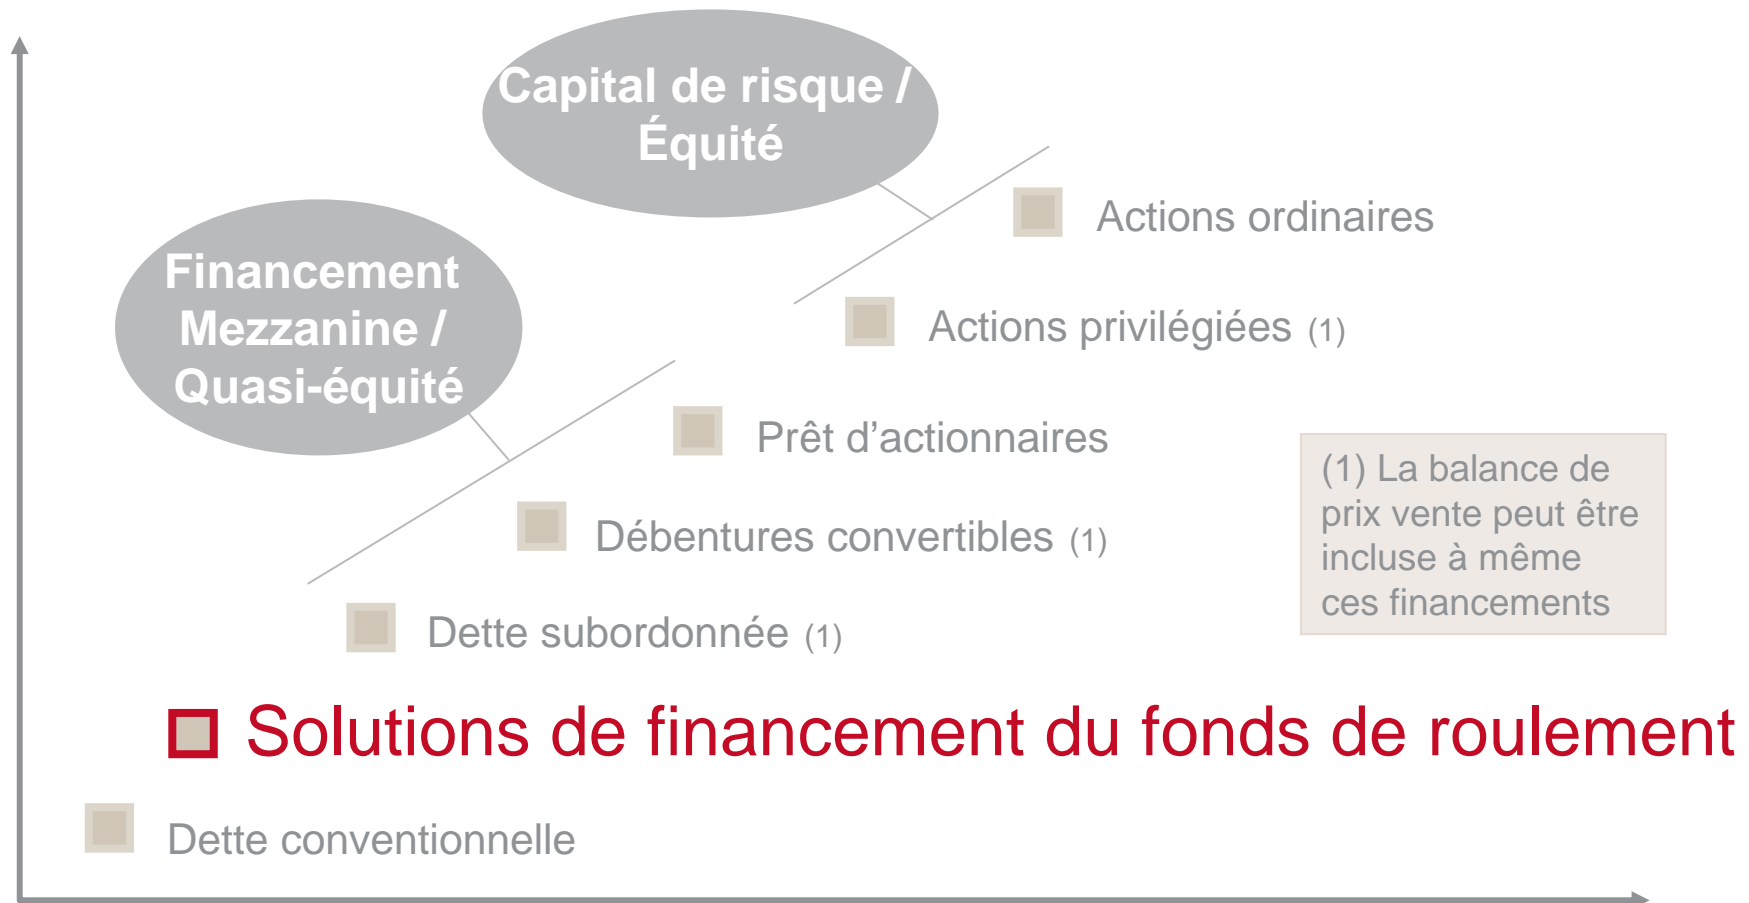 Capital de risque /
Équité
Financement
Mezzanine /
Quasi-équité
Actions ordinaires
Actions privilégiées (1)
Prêt d’actionnaires
Débentures convertibles (1)
Dette subordonnée (1)
(1) La balance de
prix vente peut être
incluse à même
ces financements
Solutions de financement du fonds de roulement
Dette conventionnelle